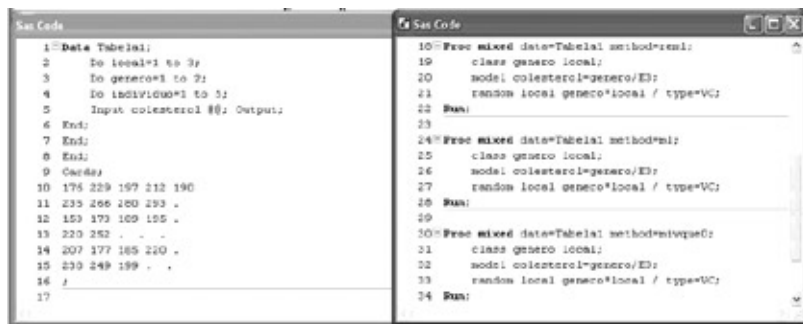 Sas Code
1 Data Tabela1;
2 Do local=1 to 3;
3 Do genero=1 to 2;
4 Do individuo=1 to 5;
5 Input colesterol @@; Output;
6 End;
7 End;
8 End;
9 Cards;
10 175 229 197 212 190
11 235 266 280 293 .
12 153 173 189 195 .
13 220 252 . . .
14 207 177 185 220 .
15 230 249 199 . .
16 ;
17
Sas Code
18 Proc mixed data=Tabela1 method=reml;
19 class genero local;
20 model colesterol=genero/E3;
21 random local genero*local / type=VC;
22 Run;
23
24 Proc mixed data=Tabela1 method=ml;
25 class genero local;
26 model colesterol=genero/E3;
27 random local genero*local / type=VC;
28 Run;
29
30 Proc mixed data=Tabela1 method=mivque0;
31 class genero local;
32 model colesterol=genero/E3;
33 random local genero*local / type=VC;
34 Run;